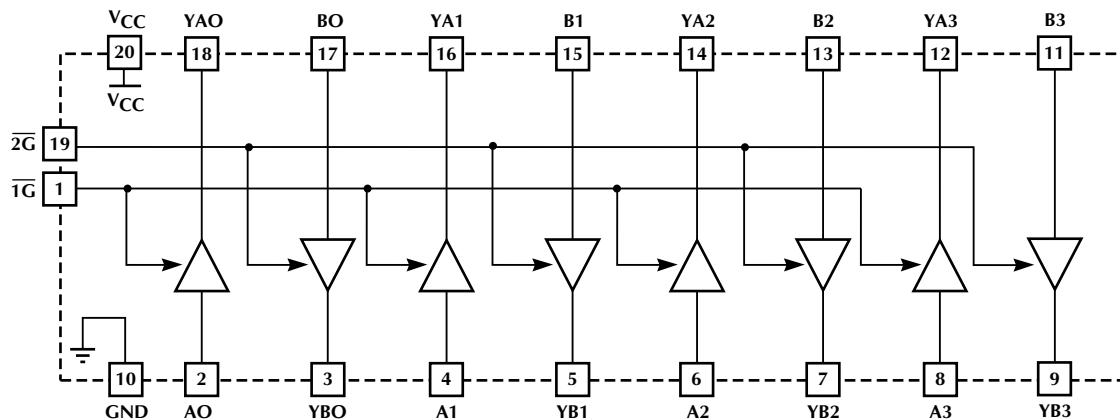 VCC YAO BO YA1 B1 YA2 B2 YA3 B3
20 18 17 16 15 14 13 12 11
VCC
2G 19
1G 1
10 2 3 4 5 6 7 8 9
GND AO YBO A1 YB1 A2 YB2 A3 YB3